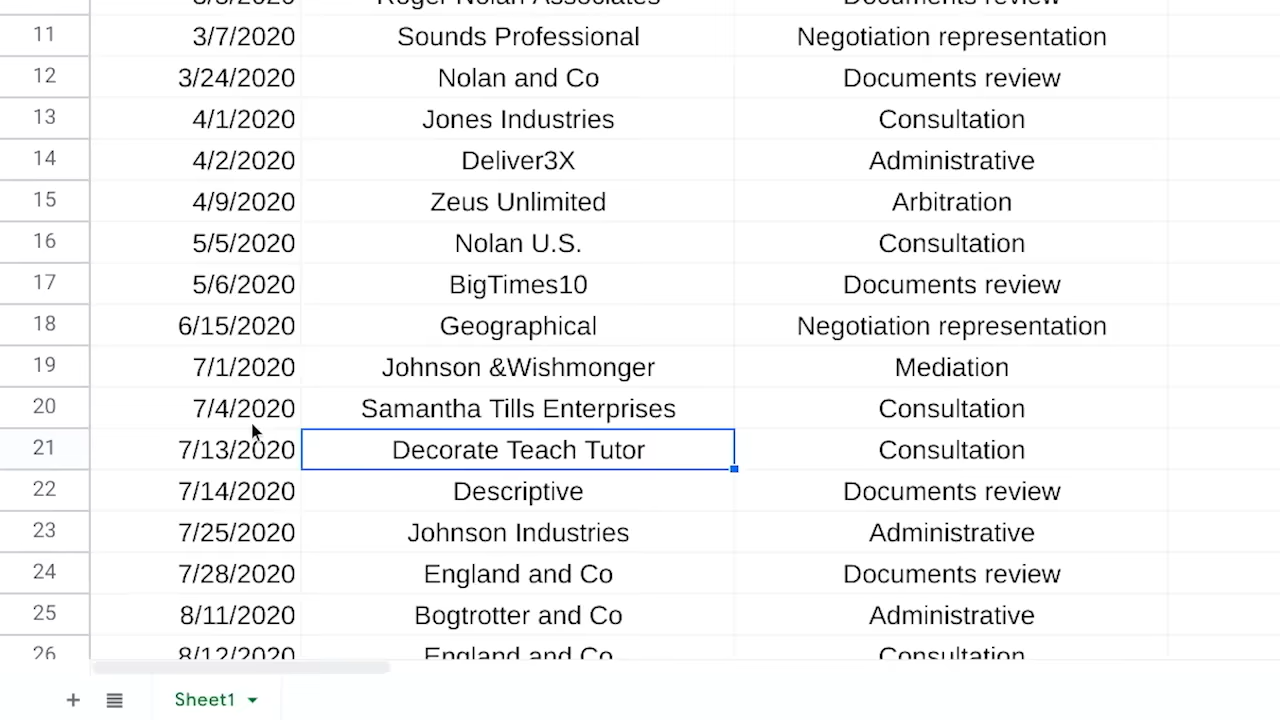 Roger Nolan Associates Documents review
11 3/7/2020 Sounds Professional Negotiation representation
12 3/24/2020 Nolan and Co Documents review
13 4/1/2020 Jones Industries Consultation
14 4/2/2020 Deliver3X Administrative
15 4/9/2020 Zeus Unlimited Arbitration
16 5/5/2020 Nolan U.S. Consultation
17 5/6/2020 BigTimes10 Documents review
18 6/15/2020 Geographical Negotiation representation
19 7/1/2020 Johnson &Wishmonger Mediation
20 7/4/2020 Samantha Tills Enterprises Consultation
21 7/13/2020 Decorate Teach Tutor Consultation
22 7/14/2020 Descriptive Documents review
23 7/25/2020 Johnson Industries Administrative
24 7/28/2020 England and Co Documents review
25 8/11/2020 Bogtrotter and Co Administrative
26 8/12/2020 England and Co Consultation
Sheet1